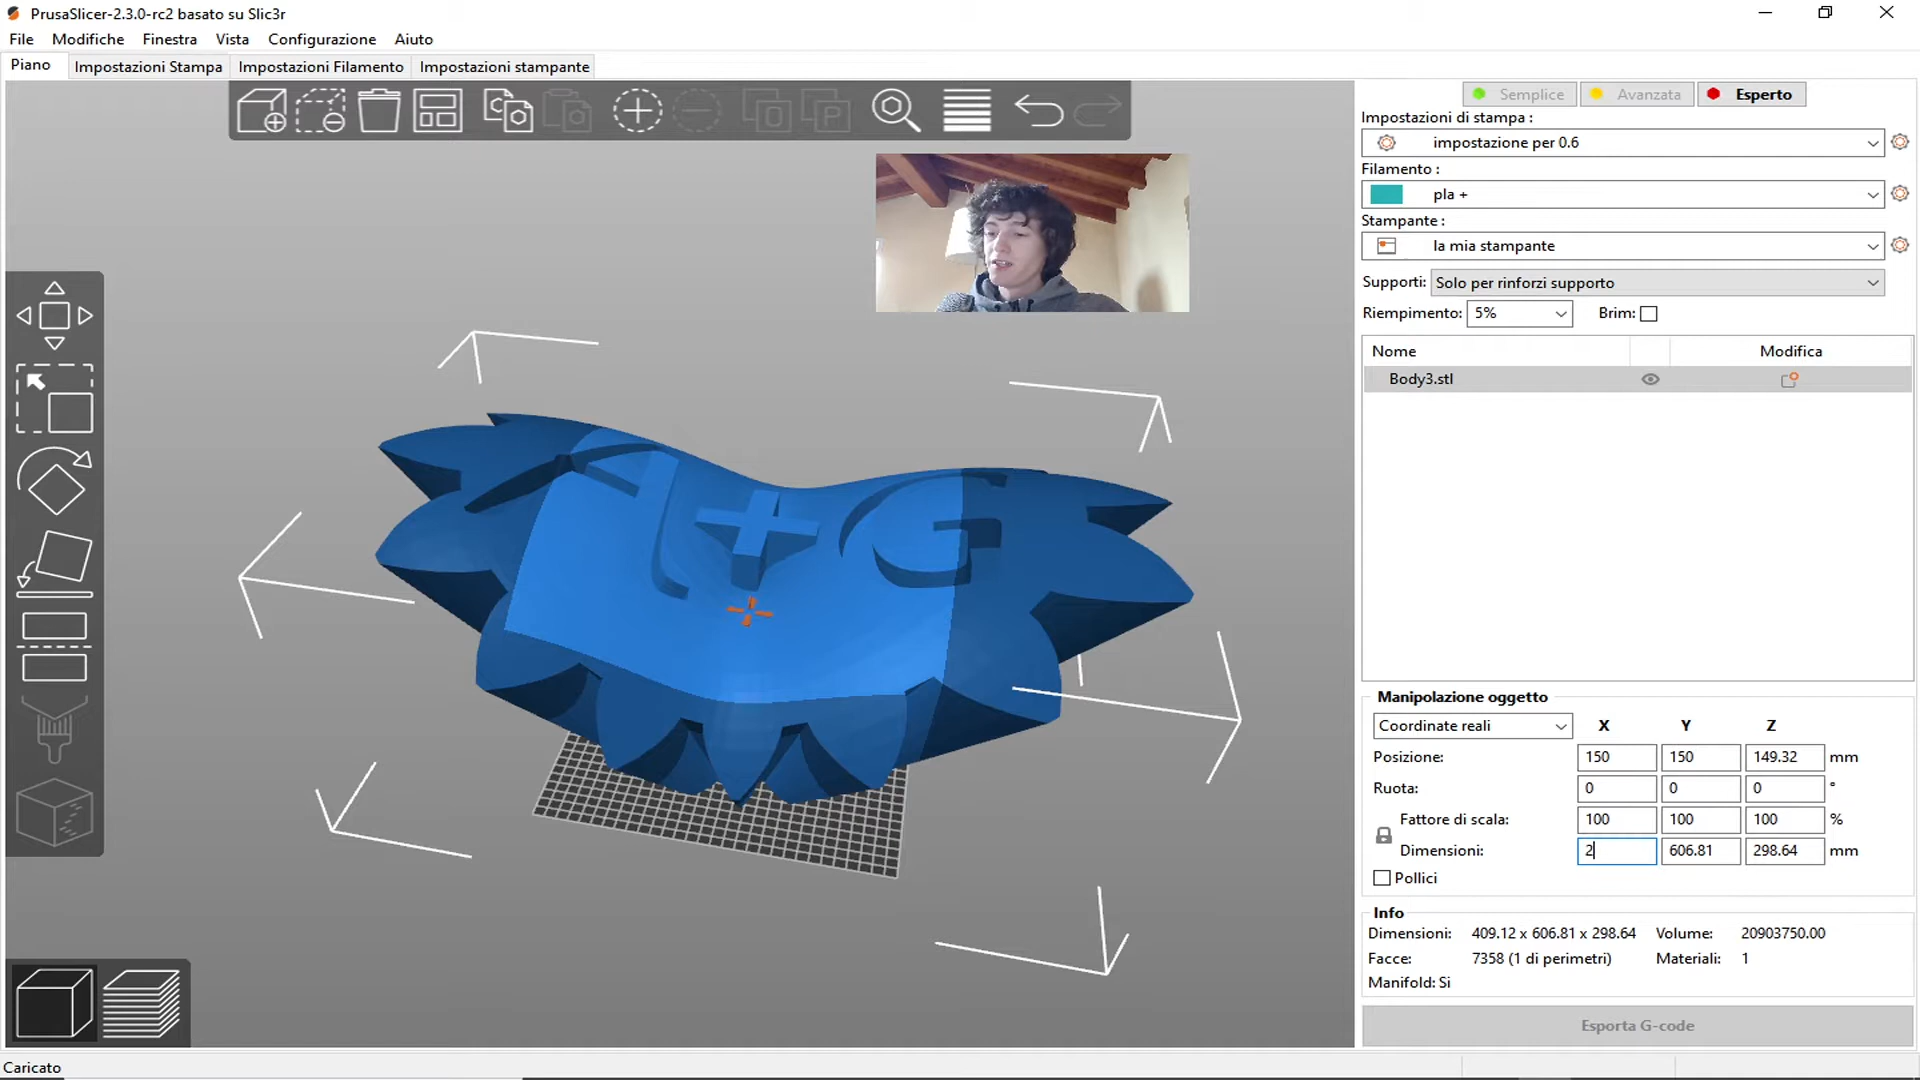 PrusaSlicer-2.3.0-rc2 basato su Slic3r
File Modifiche Finestra Vista Configurazione Aiuto
Piano Impostazioni Stampa Impostazioni Filamento Impostazioni stampante
Semplice Avanzata Esperto
Impostazioni di stampa :
impostazione per 0.6
Filamento :
pla +
Stampante :
la mia stampante
Supporti: Solo per rinforzi supporto
Riempimento: 5% Brim:
Nome Modifica
Body3.stl
A+G
Manipolazione oggetto
Coordinate reali X Y Z
Posizione: 150 150 149.32 mm
Ruota: 0 0 0 °
Fattore di scala: 100 100 100 %
Dimensioni: 2 606.81 298.64 mm
Pollici
Info
Dimensioni: 409.12 x 606.81 x 298.64 Volume: 20903750.00
Facce: 7358 (1 di perimetri) Materiali: 1
Manifold: Si
Esporta G-code
Caricato